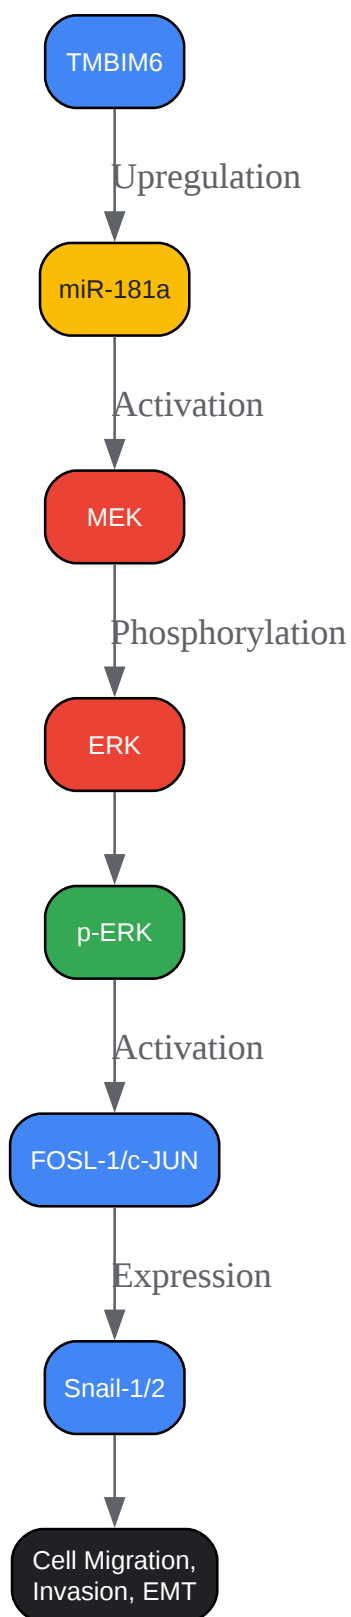 TMBIM6
Upregulation
miR-181a
Activation
MEK
Phosphorylation
ERK
p-ERK
Activation
FOSL-1/c-JUN
Expression
Snail-1/2
Cell Migration,
Invasion, EMT